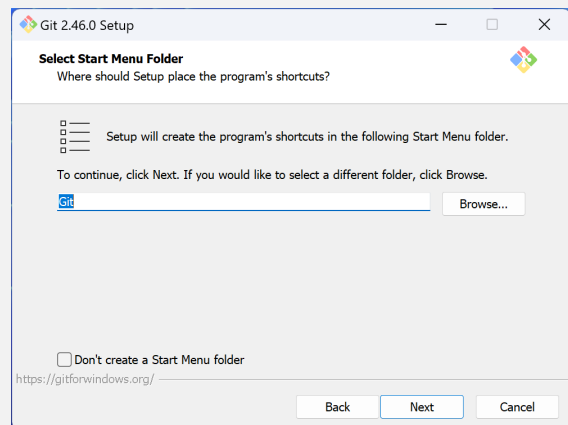 Git 2.46.0 Setup
Select Start Menu Folder
Where should Setup place the program's shortcuts?
Setup will create the program's shortcuts in the following Start Menu folder.
To continue, click Next. If you would like to select a different folder, click Browse.
Git
Browse...
Don't create a Start Menu folder
https://gitforwindows.org/
Back
Next
Cancel